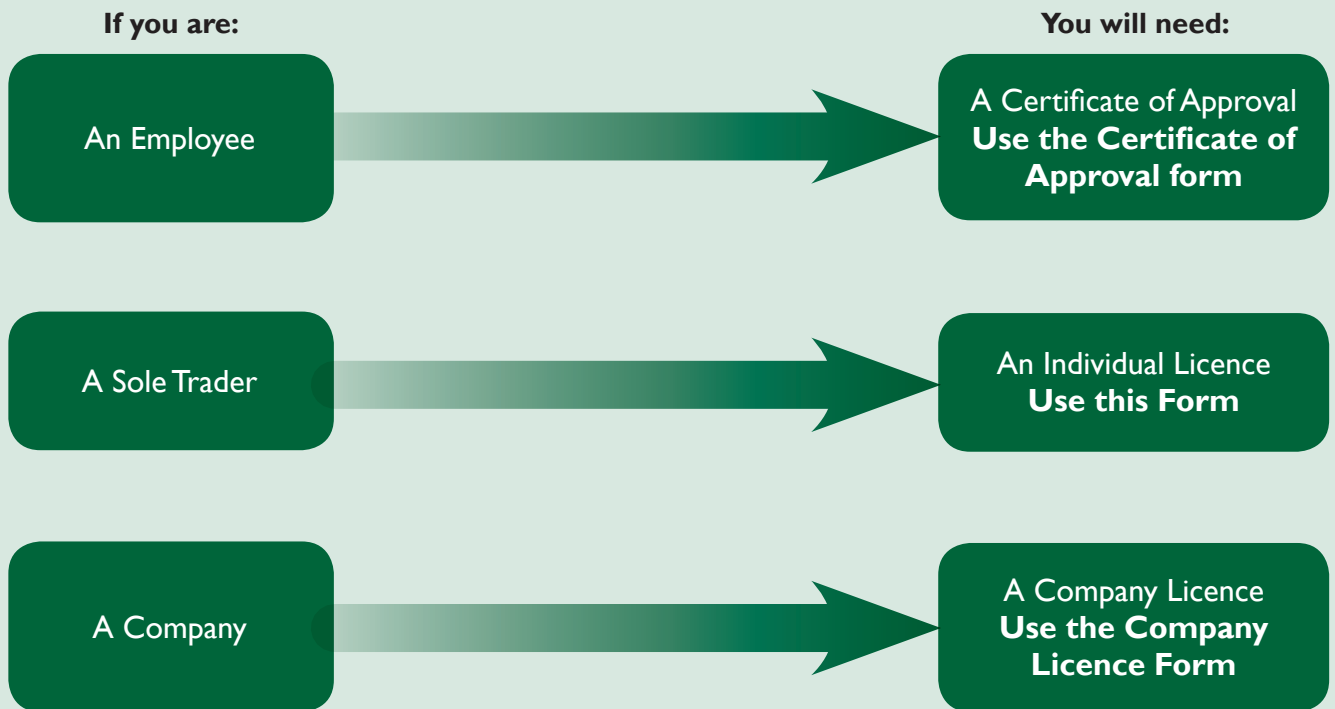 If you are:
You will need:
An Employee
A Certificate of Approval
Use the Certificate of
Approval form
A Sole Trader
An Individual Licence
Use this Form
A Company
A Company Licence
Use the Company
Licence Form